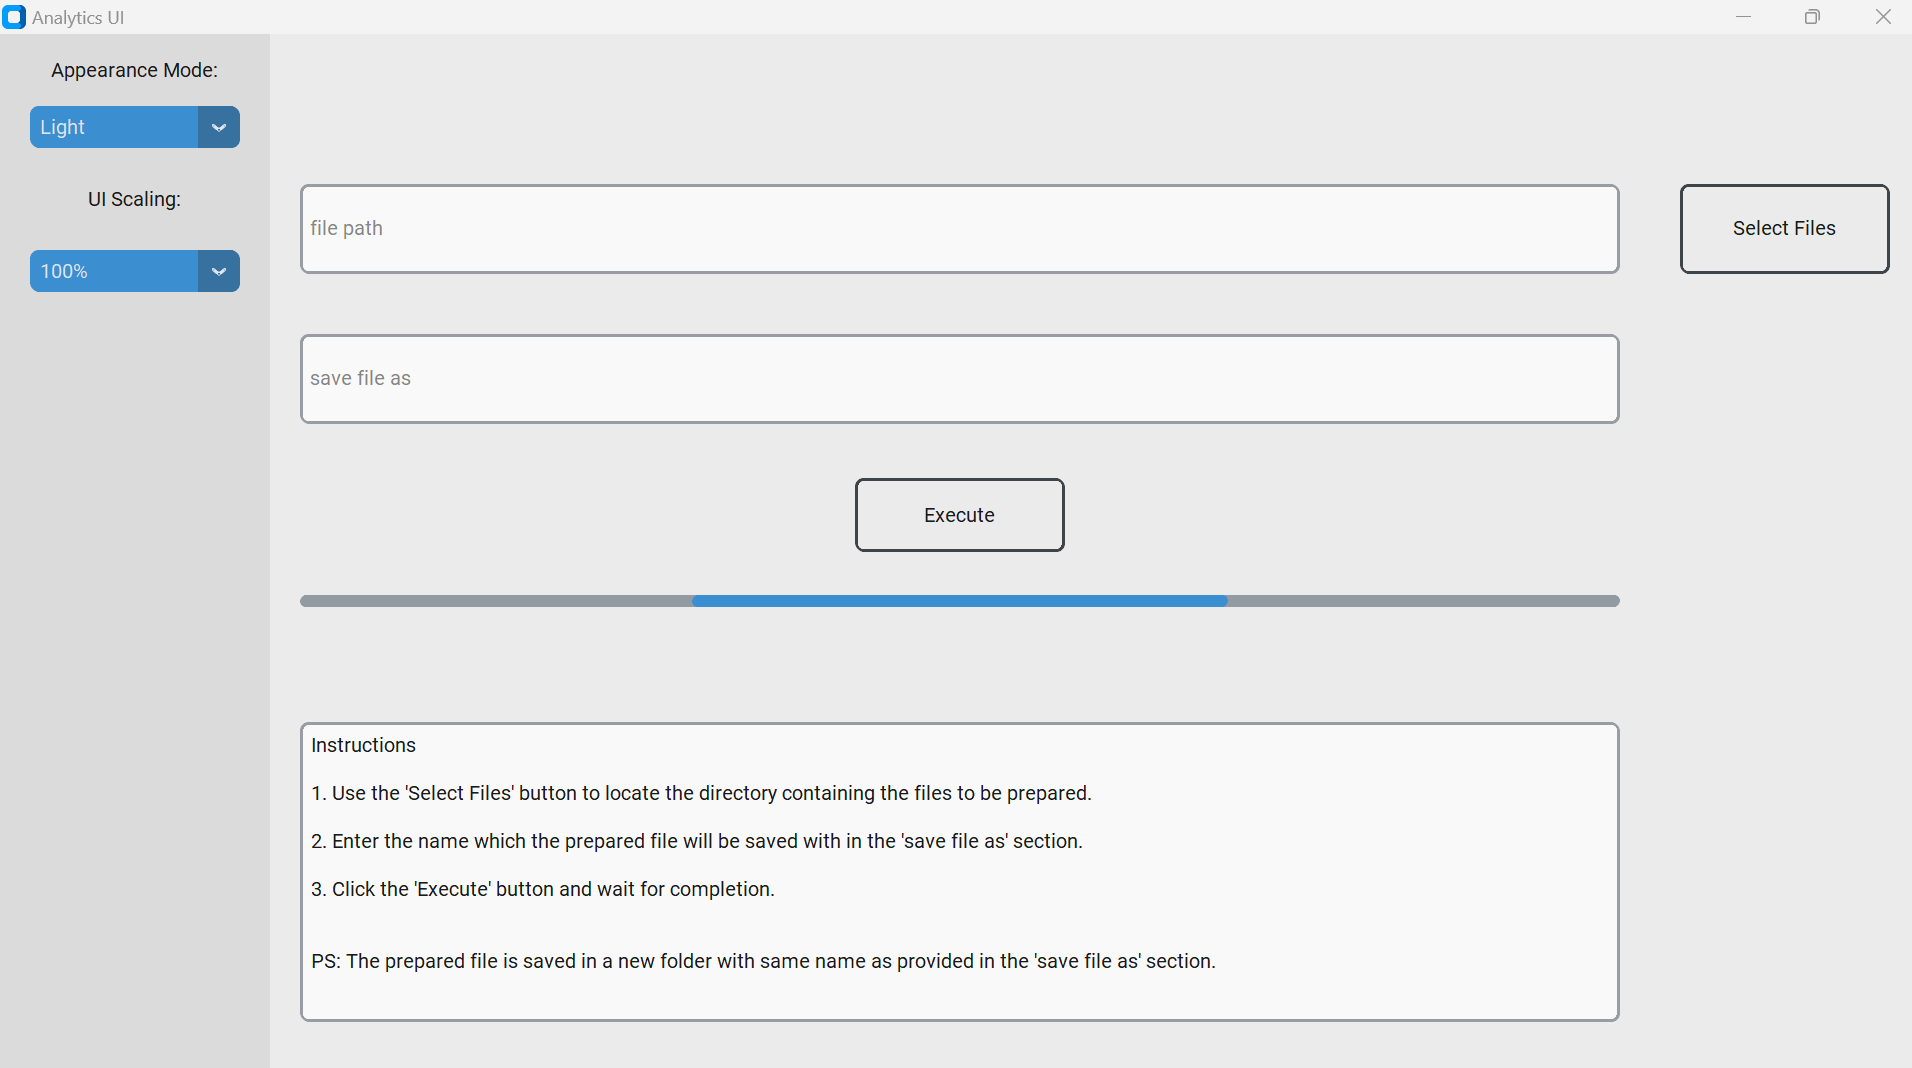 Analytics UI
Appearance Mode:
Light
UI Scaling:
100%
file path
Select Files
save file as
Execute
Instructions
1. Use the 'Select Files' button to locate the directory containing the files to be prepared.
2. Enter the name which the prepared file will be saved with in the 'save file as' section.
3. Click the 'Execute' button and wait for completion.
PS: The prepared file is saved in a new folder with same name as provided in the 'save file as' section.